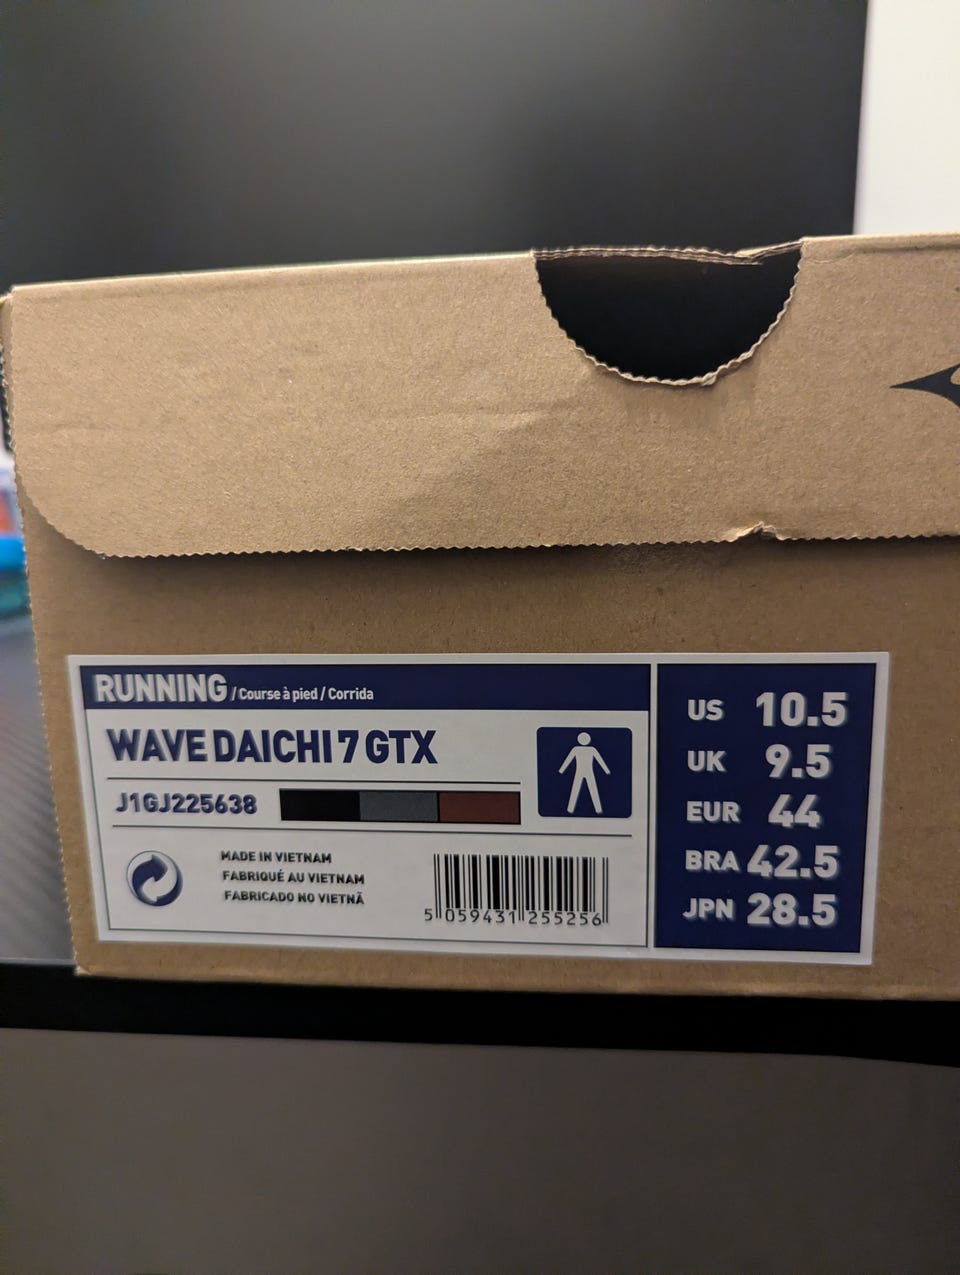 RUNNING / Course à pied / Corrida
WAVE DAICHI 7 GTX
J1GJ225638
MADE IN VIETNAM
FABRIQUÉ AU VIETNAM
FABRICADO NO VIETNÃ
5 059431 255256
US 10.5
UK 9.5
EUR 44
BRA 42.5
JPN 28.5